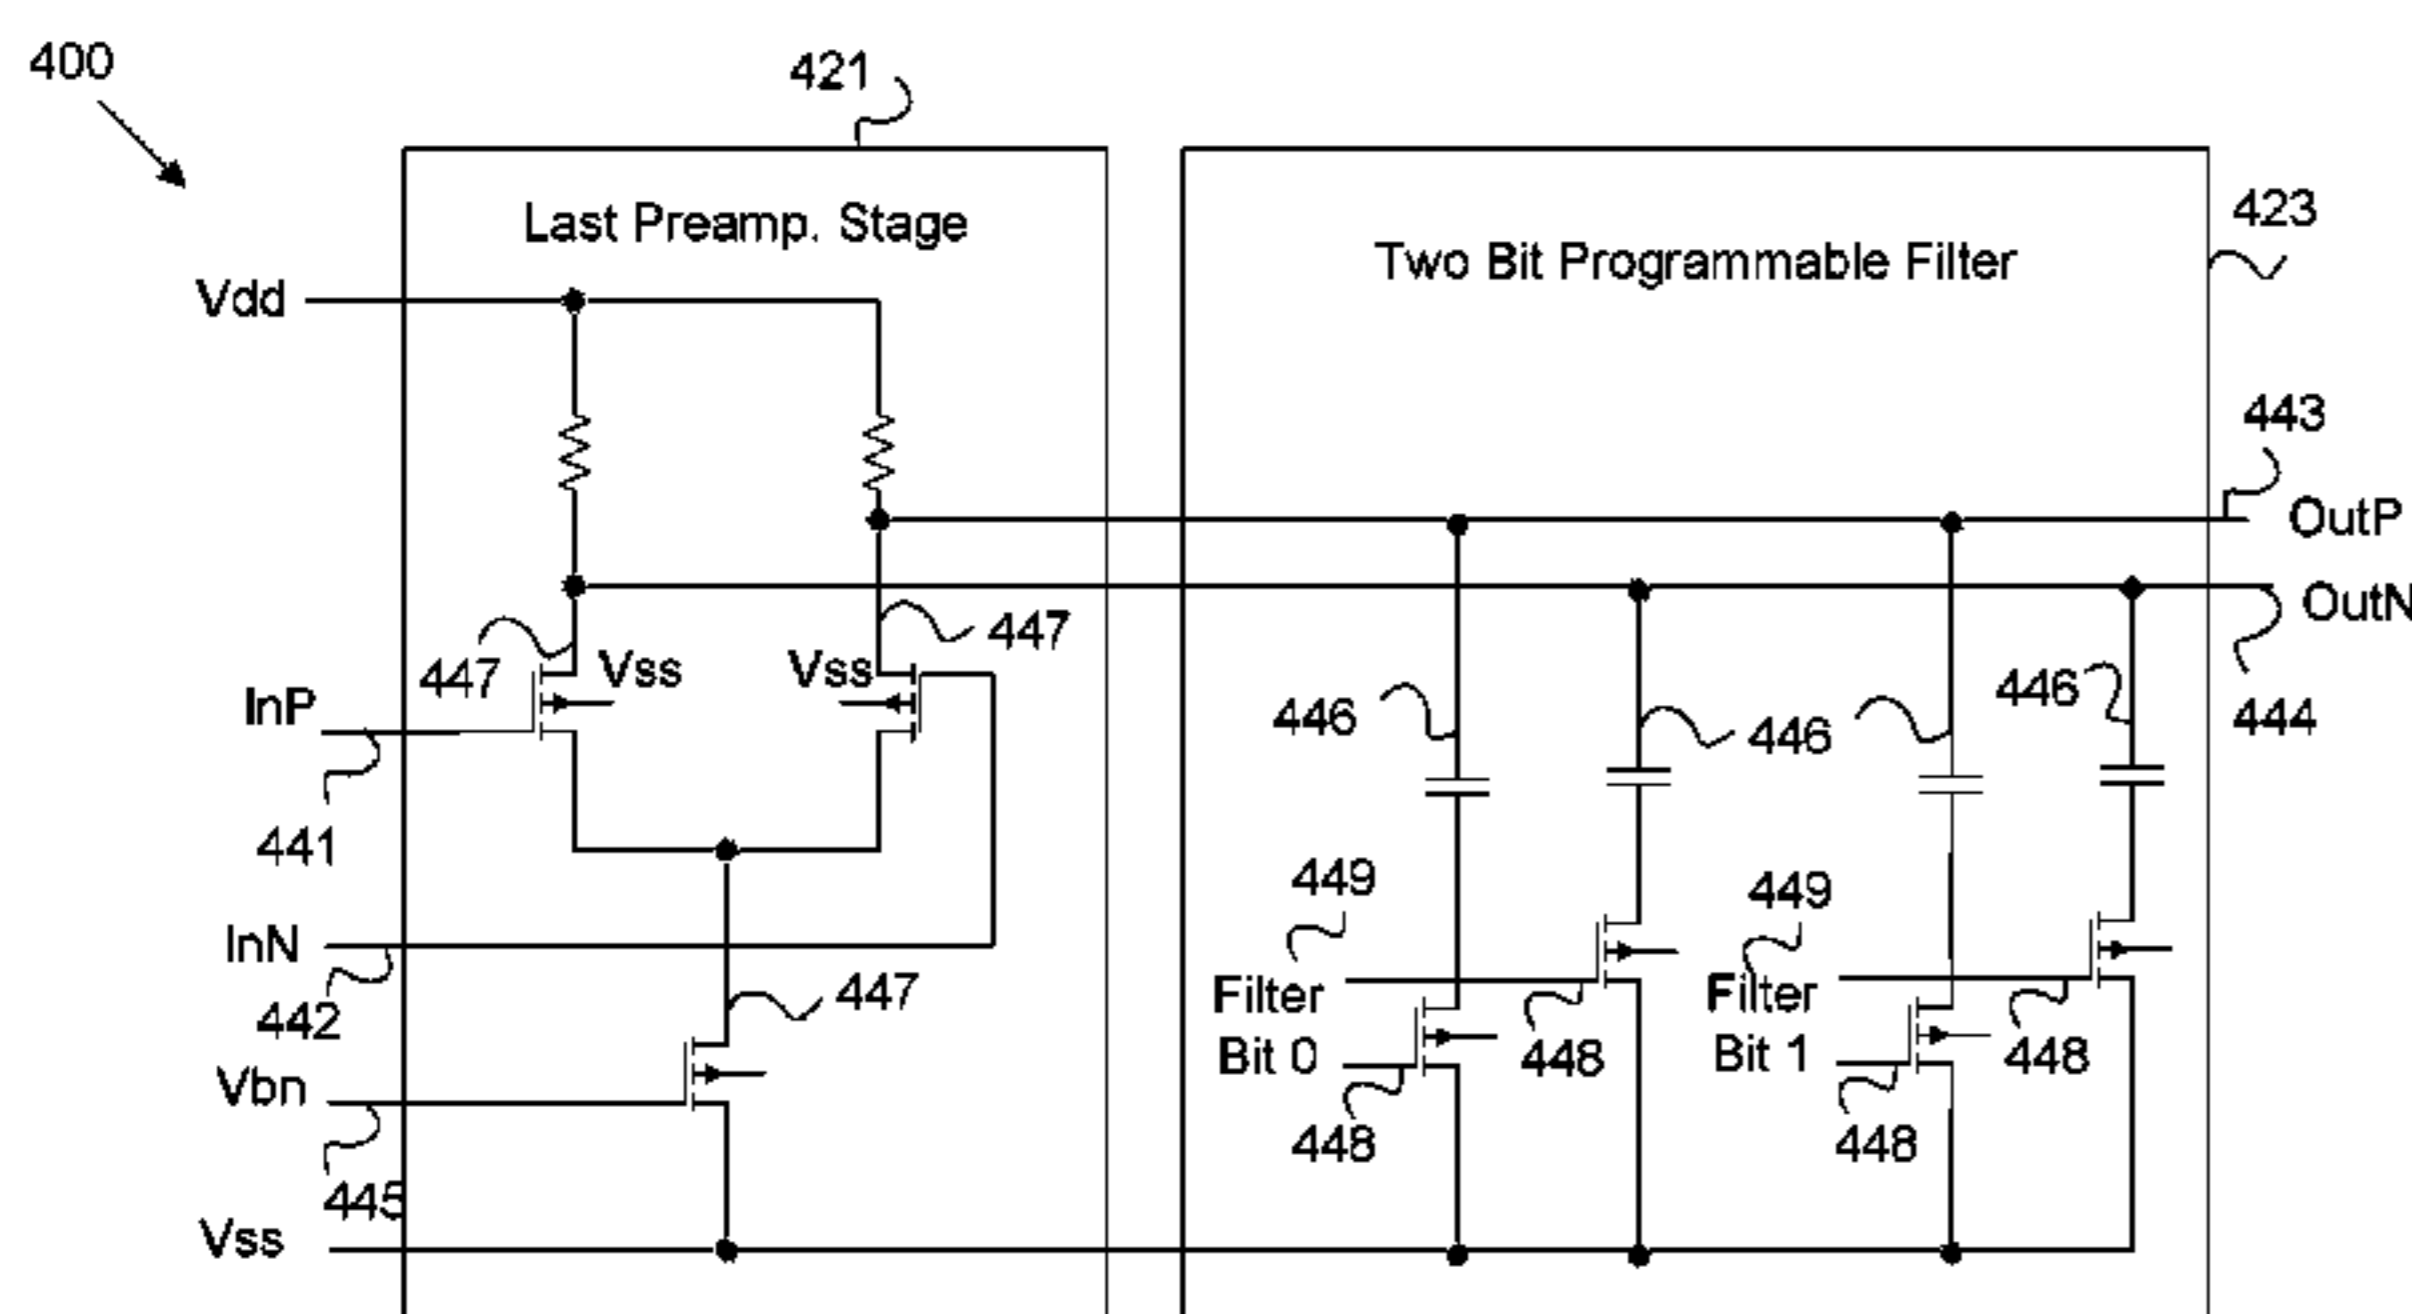 400
421
Last Preamp. Stage
423
Two Bit Programmable Filter
Vdd
443
OutP
OutN
447
447
Vss
Vss
InP
446
446
446
444
441
449
449
InN
442
447
Filter
Bit 0
448
Filter
Bit 1
448
Vbn
448
448
445
Vss